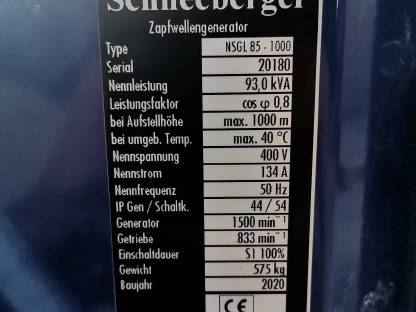 Schneeberger
Zapfwellengenerator
Type NSGL 85 - 1000
Serial 20180
Nennleistung 93,0 kVA
Leistungsfaktor cos φ 0,8
bei Aufstellhöhe max. 1000 m
bei umgeb. Temp. max. 40 °C
Nennspannung 400 V
Nennstrom 134 A
Nennfrequenz 50 Hz
IP Gen / Schaltk. 44 / 54
Generator 1500 min⁻¹
Getriebe 833 min⁻¹
Einschaltdauer S1 100%
Gewicht 575 kg
Baujahr 2020
CE